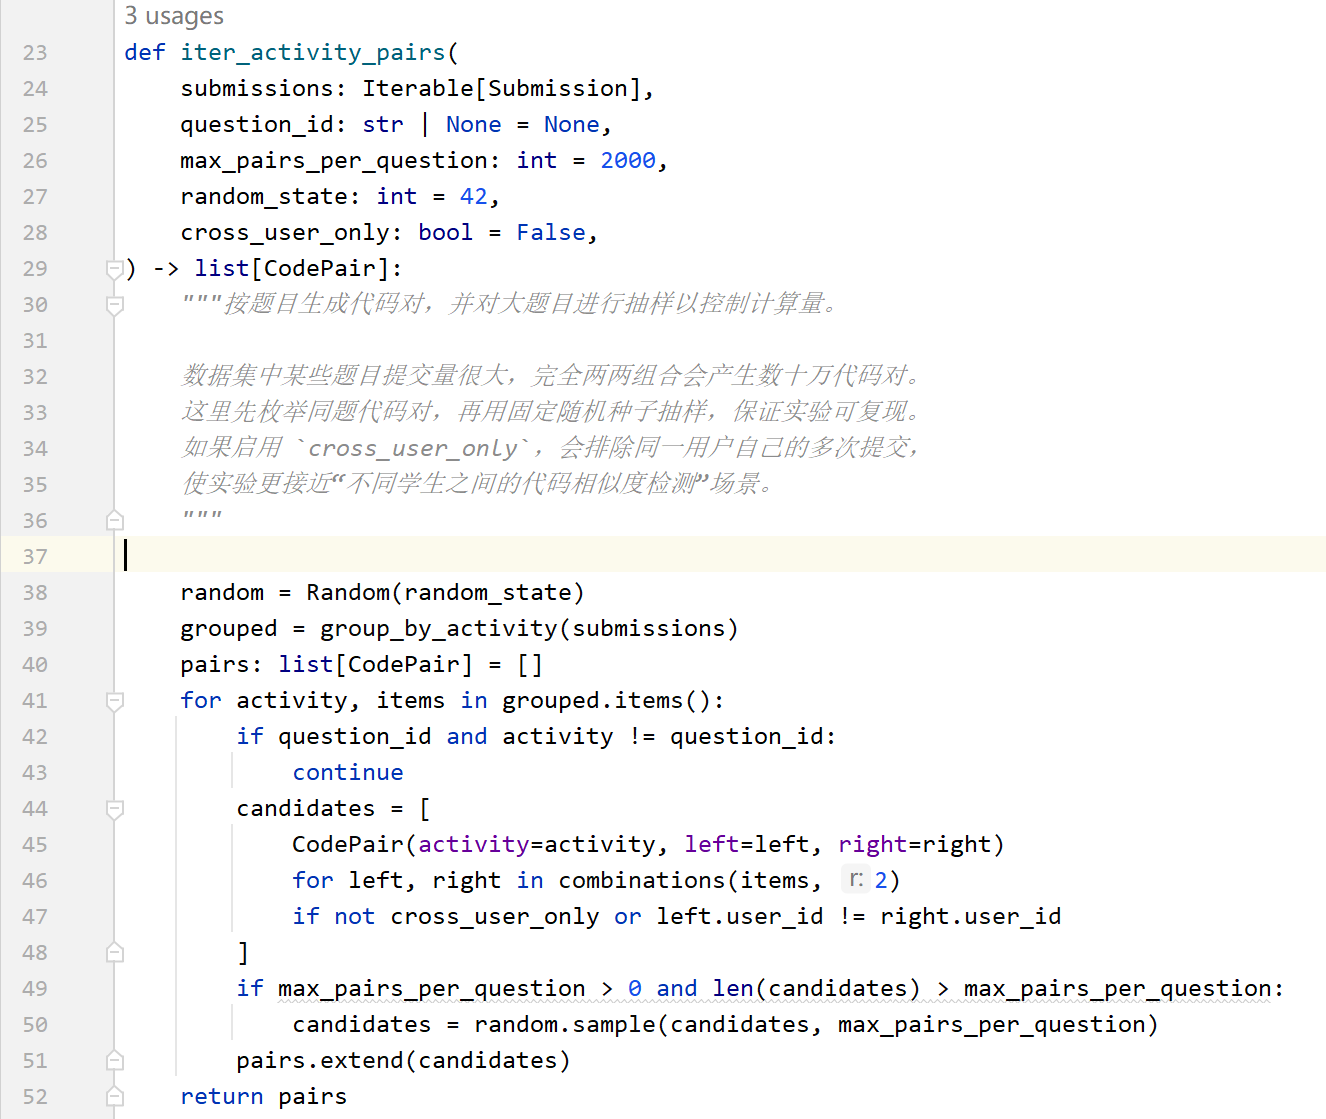 3 usages
23 def iter_activity_pairs(
24     submissions: Iterable[Submission],
25     question_id: str | None = None,
26     max_pairs_per_question: int = 2000,
27     random_state: int = 42,
28     cross_user_only: bool = False,
29 ) -> list[CodePair]:
30     """按题目生成代码对，并对大题目进行抽样以控制计算量。
31
32     数据集中某些题目提交量很大，完全两两组合会产生数十万代码对。
33     这里先枚举同题代码对，再用固定随机种子抽样，保证实验可复现。
34     如果启用 `cross_user_only`，会排除同一用户自己的多次提交，
35     使实验更接近“不同学生之间的代码相似度检测”场景。
36     """
37
38     random = Random(random_state)
39     grouped = group_by_activity(submissions)
40     pairs: list[CodePair] = []
41     for activity, items in grouped.items():
42         if question_id and activity != question_id:
43             continue
44         candidates = [
45             CodePair(activity=activity, left=left, right=right)
46             for left, right in combinations(items, r: 2)
47             if not cross_user_only or left.user_id != right.user_id
48         ]
49         if max_pairs_per_question > 0 and len(candidates) > max_pairs_per_question:
50             candidates = random.sample(candidates, max_pairs_per_question)
51         pairs.extend(candidates)
52     return pairs